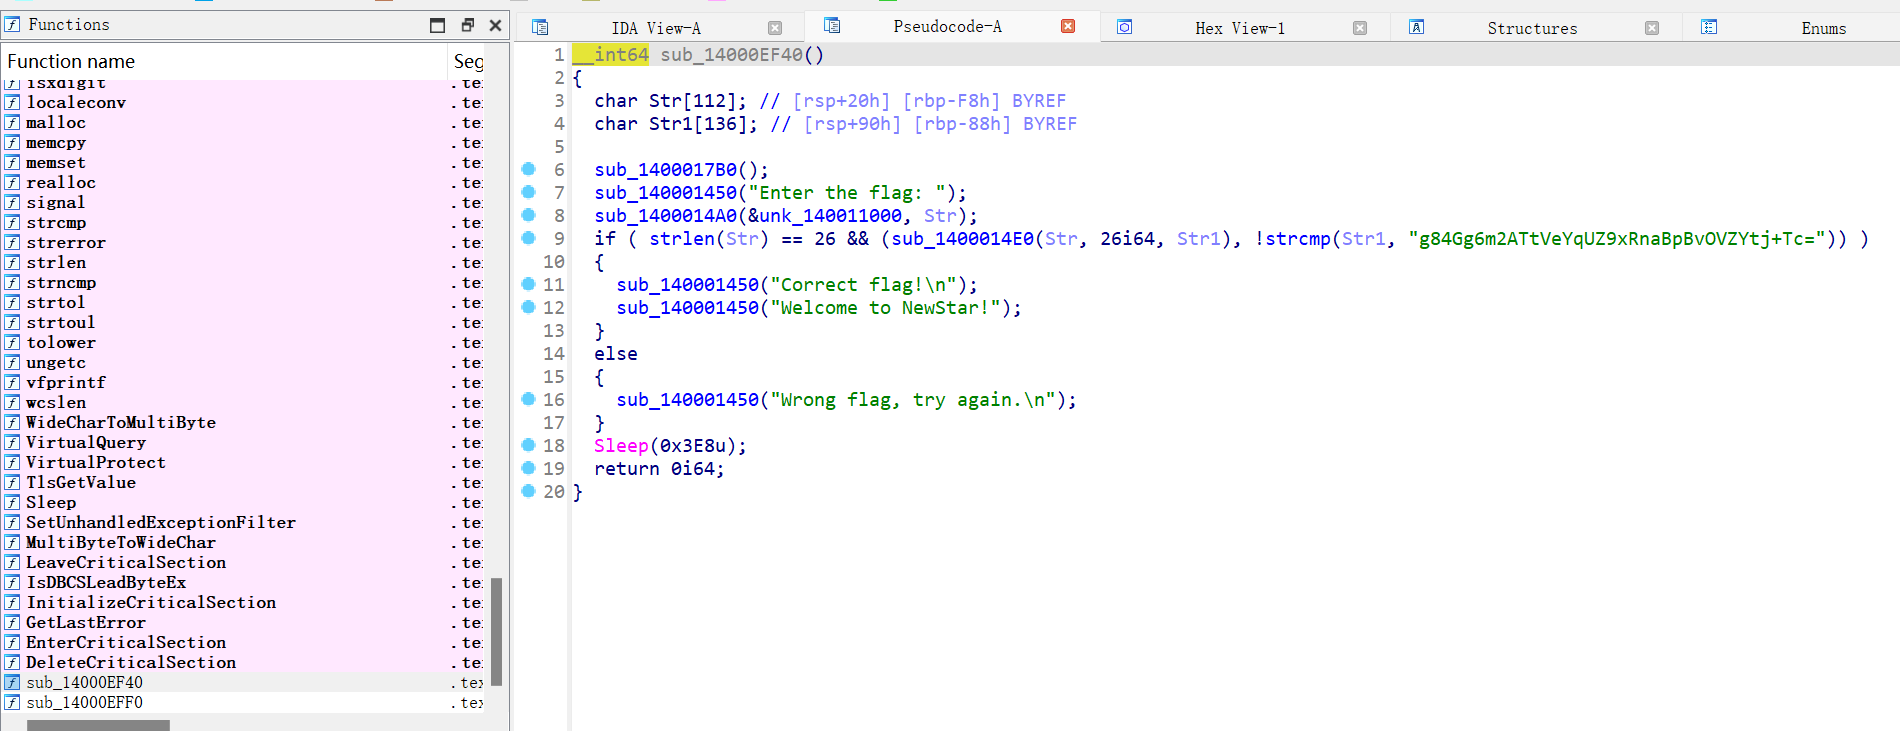 Functions
Function name
Seg
isxdigit
.te
localeconv
.te
malloc
.te
memcpy
.te
memset
.te
realloc
.te
signal
.te
strcmp
.te
strerror
.te
strlen
.te
strncmp
.te
strtol
.te
strtoul
.te
tolower
.te
ungetc
.te
vfprintf
.te
wcslen
.te
WideCharToMultiByte
.te
VirtualQuery
.te
VirtualProtect
.te
TlsGetValue
.te
Sleep
.te
SetUnhandledExceptionFilter
.te
MultiByteToWideChar
.te
LeaveCriticalSection
.te
IsDBCSLeadByteEx
.te
InitializeCriticalSection
.te
GetLastError
.te
EnterCriticalSection
.te
DeleteCriticalSection
.te
sub_14000EF40
.tex
sub_14000EFF0
.tex
IDA View-A
Pseudocode-A
Hex View-1
Structures
Enums
1 __int64 sub_14000EF40()
2 {
3 char Str[112]; // [rsp+20h] [rbp-F8h] BYREF
4 char Str1[136]; // [rsp+90h] [rbp-88h] BYREF
5
6 sub_1400017B0();
7 sub_140001450("Enter the flag: ");
8 sub_1400014A0(&unk_140011000, Str);
9 if ( strlen(Str) == 26 && (sub_1400014E0(Str, 26i64, Str1), !strcmp(Str1, "g84Gg6m2ATtVeYqUZ9xRnaBpBvOVZYtj+Tc=")) )
10 {
11 sub_140001450("Correct flag!\n");
12 sub_140001450("Welcome to NewStar!");
13 }
14 else
15 {
16 sub_140001450("Wrong flag, try again.\n");
17 }
18 Sleep(0x3E8u);
19 return 0i64;
20 }